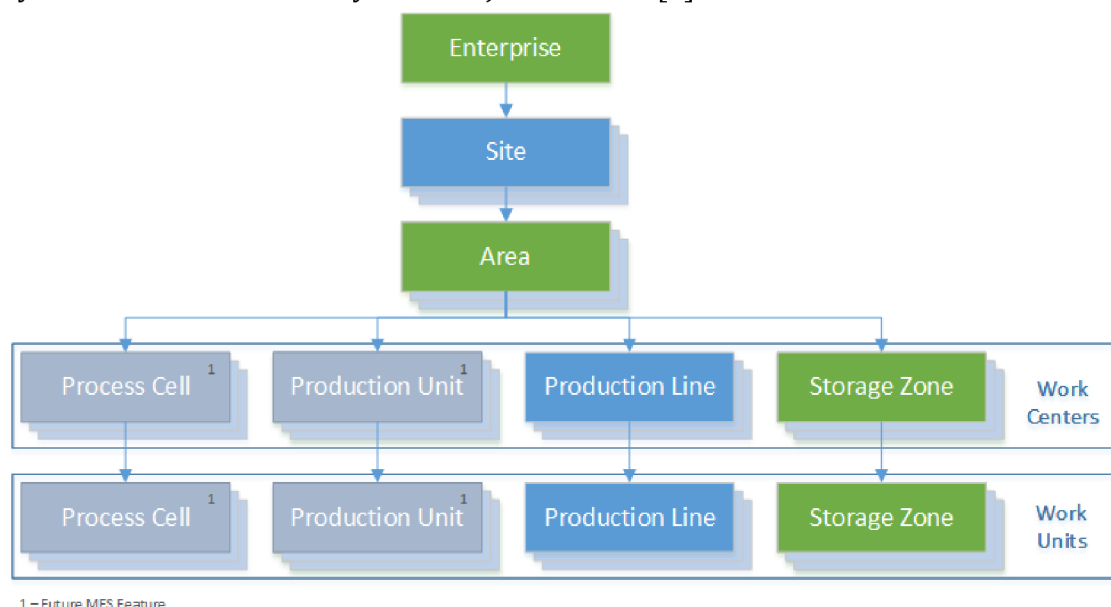 Enterprise
Site
Area
Process Cell 1
Production Unit 1
Production Line
Storage Zone
Work
Centers
Process Cell 1
Production Unit 1
Production Line
Storage Zone
Work
Units
1 = Future MES Feature